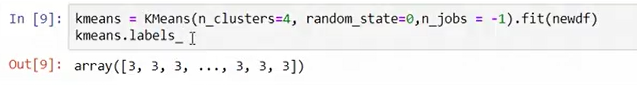 In [9]: kmeans = KMeans(n_clusters=4, random_state=0,n_jobs = -1).fit(newdf)
kmeans.labels_
Out[9]: array([3, 3, 3, ..., 3, 3, 3])